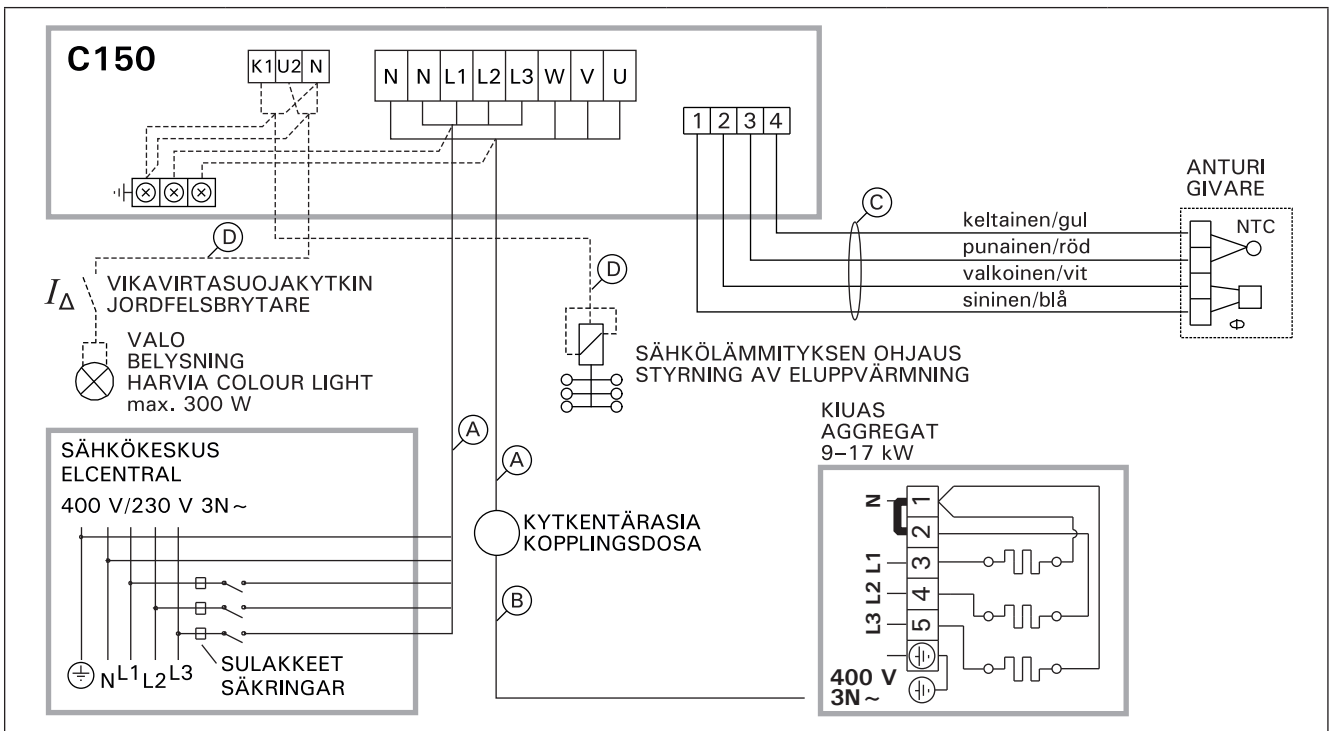 C150
K1 U2 N
N N L1 L2 L3 W V U
1 2 3 4
ANTURI
GIVARE
NTC
C
keltainen/gul
punainen/röd
valkoinen/vit
sininen/blå
Φ
D
I∆
VIKAVIRTASUOJAKYTKIN
JORDFELSBRYTARE
VALO
BELYSNING
HARVIA COLOUR LIGHT
max. 300 W
D
SÄHKÖLÄMMITYKSEN OHJAUS
STYRNING AV ELUPPVÄRMNING
A
A
KYTKENTÄRASIA
KOPPLINGSDOSA
B
SÄHKÖKESKUS
ELCENTRAL
400 V/230 V 3N~
N L1 L2 L3
SULAKKEET
SÄKRINGAR
KIUAS
AGGREGAT
9–17 kW
N 1
2
L1 3
L2 4
L3 5
400 V
3N~